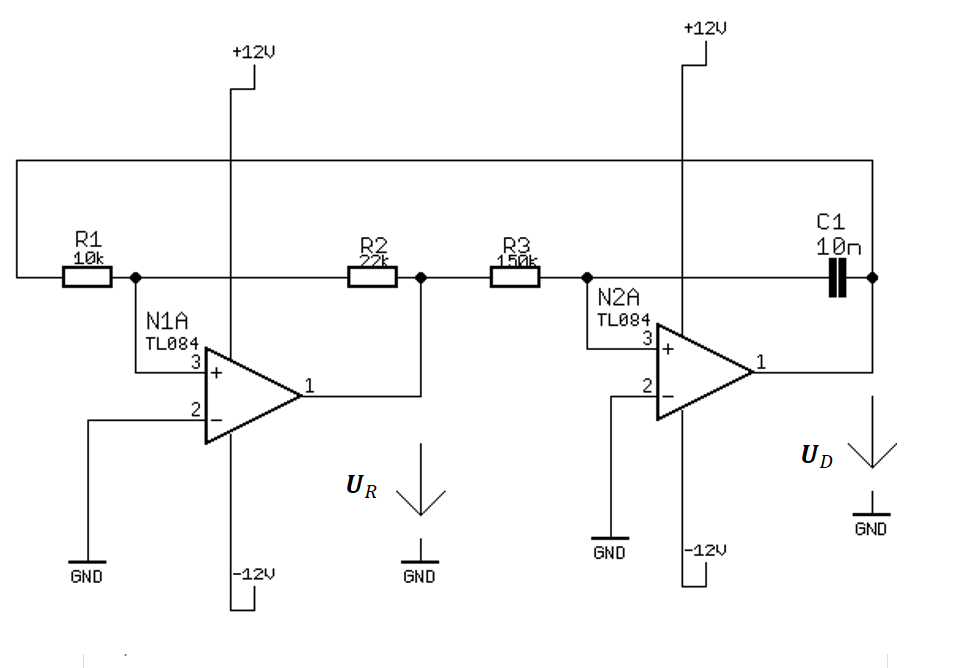 +12V
+12V
R1
10k
R2
22k
R3
150k
C1
10n
N1A
TL084
3
+
2
−
1
N2A
TL084
3
+
2
−
1
U_R
U_D
GND
GND
GND
GND
-12V
-12V